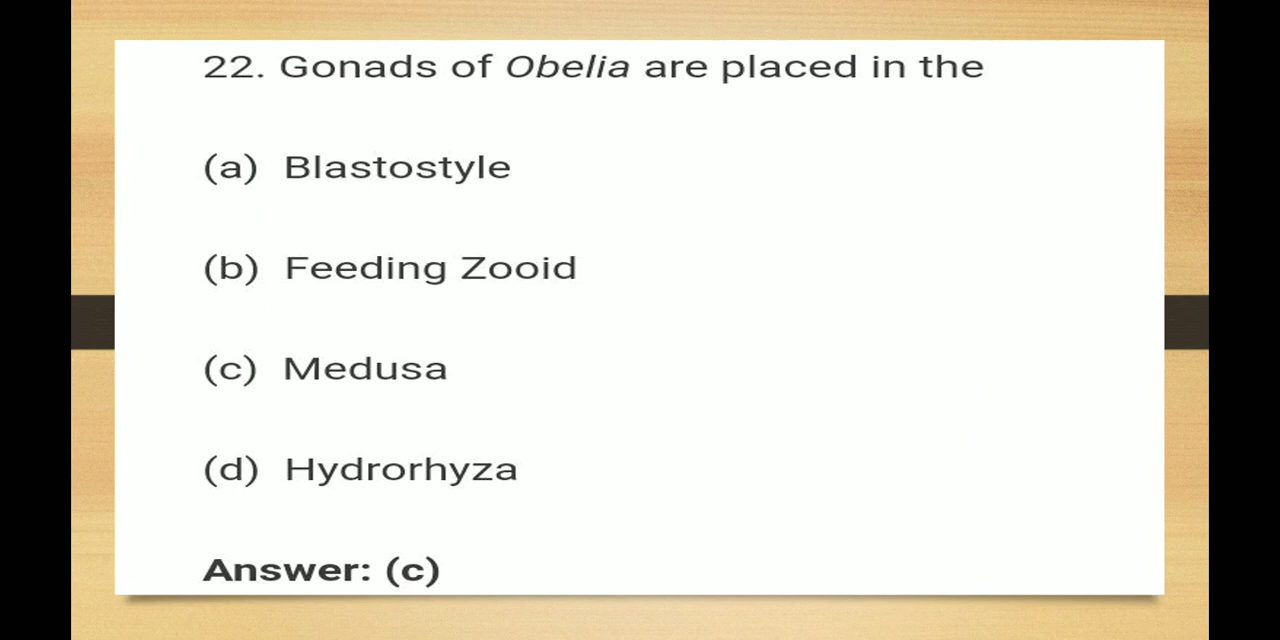 22. Gonads of Obelia are placed in the
(a) Blastostyle
(b) Feeding Zooid
(c) Medusa
(d) Hydrorhyza
Answer: (c)